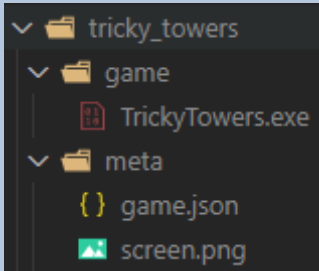 tricky_towers
game
TrickyTowers.exe
meta
{ } game.json
screen.png